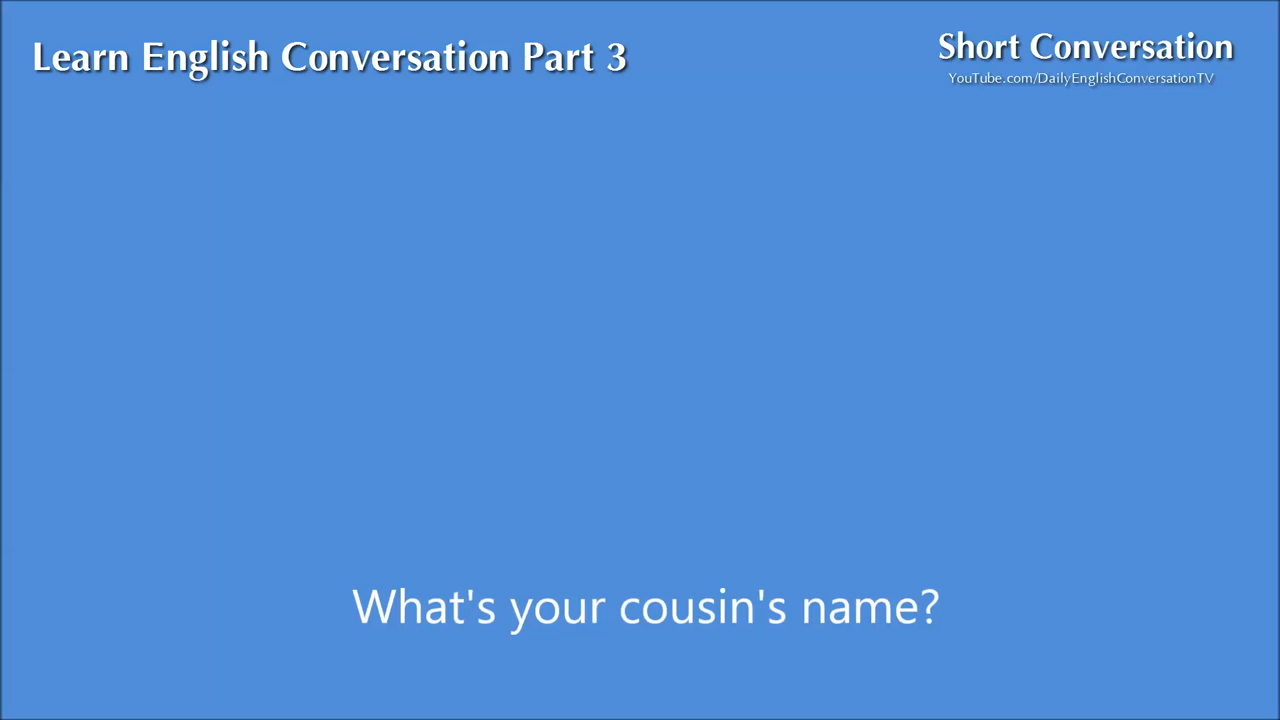 Learn English Conversation Part 3
Short Conversation
YouTube.com/DailyEnglishConversationTV
What's your cousin's name?